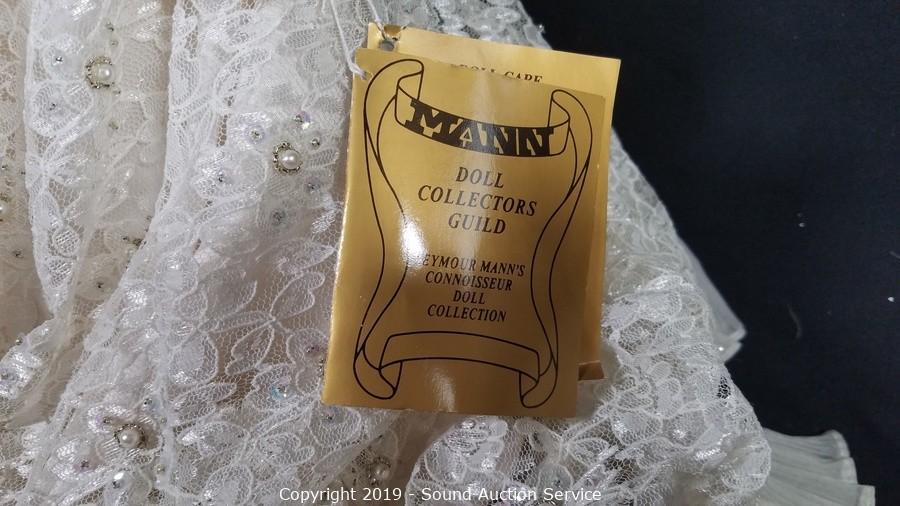 DOLL CARE
MANN
DOLL
COLLECTORS
GUILD
SEYMOUR MANN'S
CONNOISSEUR
DOLL
COLLECTION
Copyright 2019 - Sound Auction Service